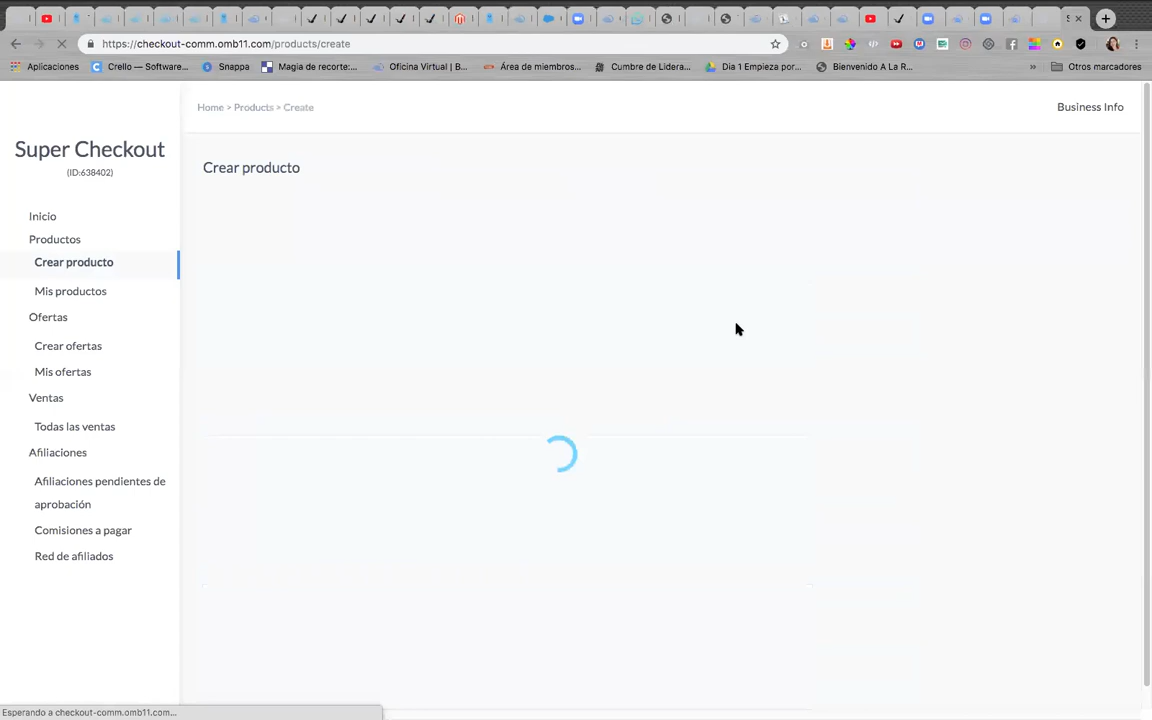 S
https://checkout-comm.omb11.com/products/create
Aplicaciones
Crello — Software...
Snappa
Magia de recorte:...
Oficina Virtual | B...
Área de miembros...
Cumbre de Lidera...
Dia 1 Empieza por...
Bienvenido A La R...
»
Otros marcadores
Home > Products > Create
Business Info
Super Checkout
(ID:638402)
Crear producto
Inicio
Productos
Crear producto
Mis productos
Ofertas
Crear ofertas
Mis ofertas
Ventas
Todas las ventas
Afiliaciones
Afiliaciones pendientes de
aprobación
Comisiones a pagar
Red de afiliados
Esperando a checkout-comm.omb11.com...